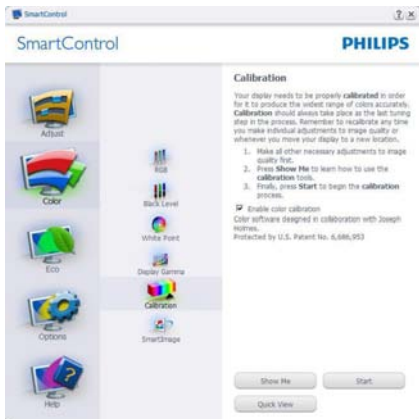 SmartControl
SmartControl
PHILIPS
Adjust
Color
Eco
Options
Help
RGB
Black Level
White Point
Display Gamma
Calibration
SmartImage
Calibration
Your display needs to be properly calibrated in order
for it to produce the widest range of colors accurately.
Calibration should always take place as the last tuning
step in the process. Remember to recalibrate any time
you make individual adjustments to image quality or
whenever you move your display to a new location.
1. Make all other necessary adjustments to image
quality first.
2. Press Show Me to learn how to use the
calibration tools.
3. Finally, press Start to begin the calibration
process.
Enable color calibration
Color software designed in collaboration with Joseph
Holmes.
Protected by U.S. Patent No. 6,686,953
Show Me
Start
Quick View